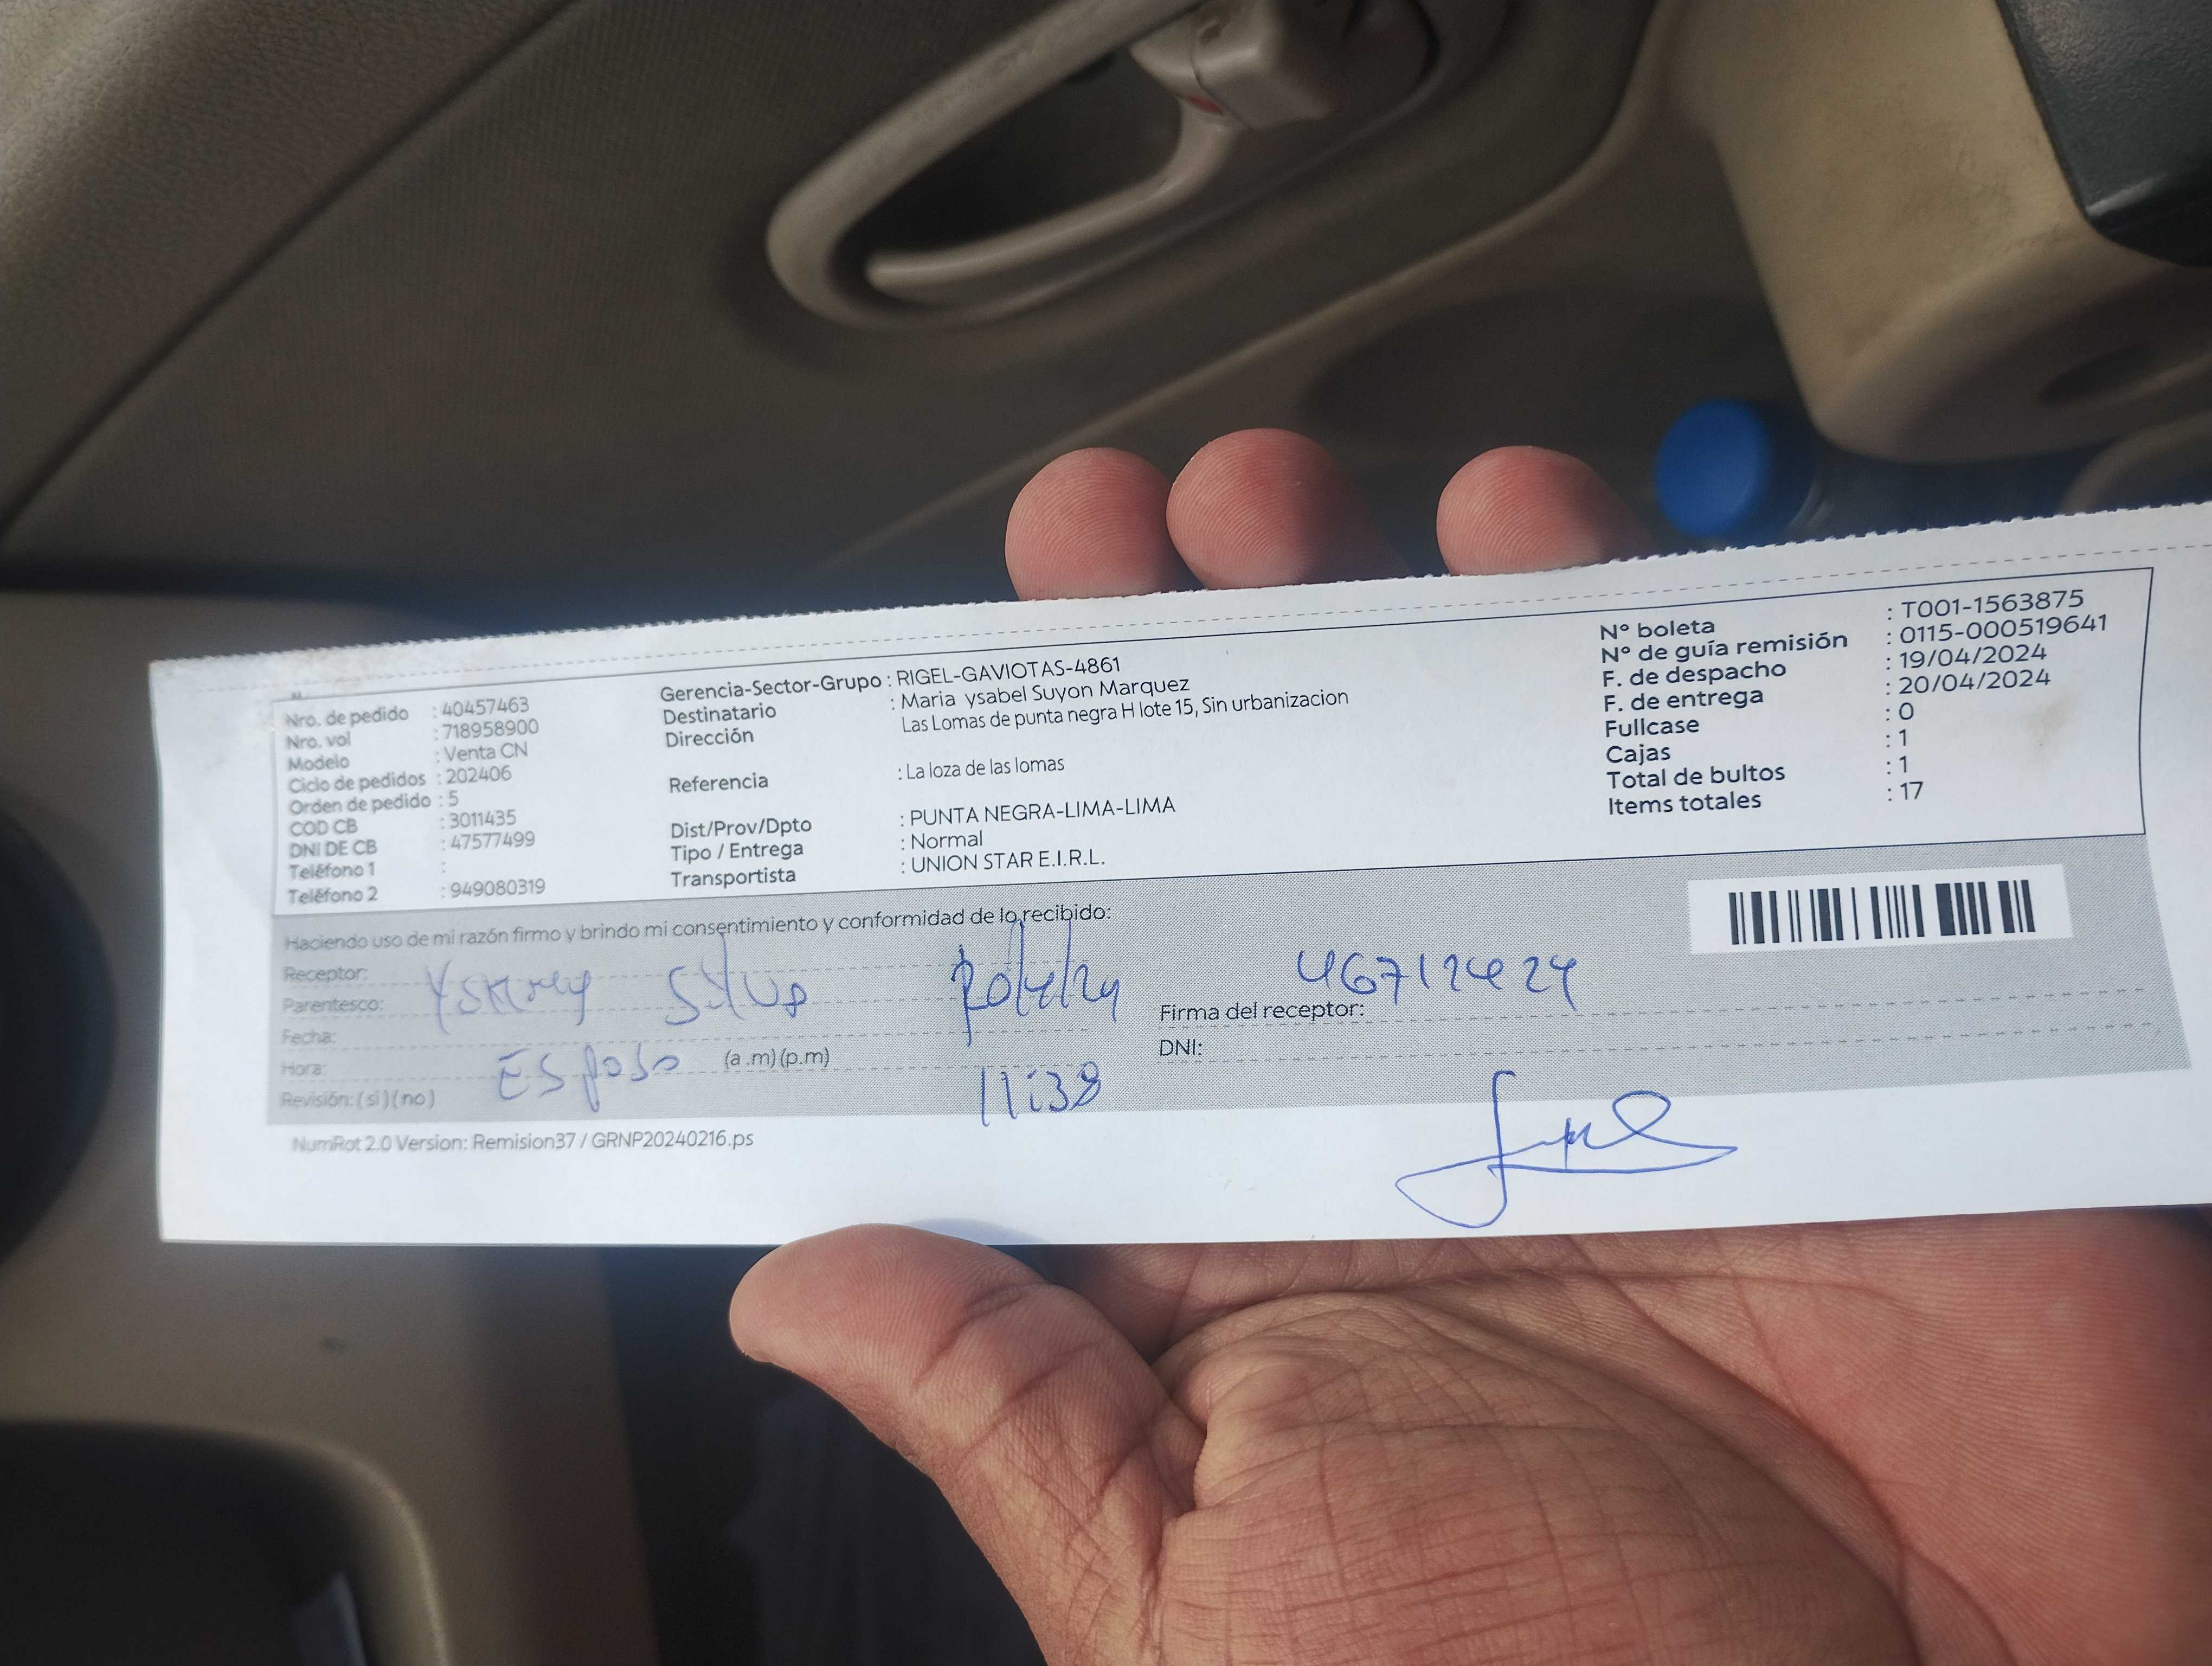 Nro. de pedido : 40457463
Nro. vol : 718958900
Modelo : Venta CN
Ciclo de pedidos : 202406
Orden de pedido : 5
COD CB : 3011435
DNI DE CB : 47577499
Teléfono 1 :
Teléfono 2 : 949080319
Gerencia-Sector-Grupo : RIGEL-GAVIOTAS-4861
Destinatario : Maria ysabel Suyon Marquez
Dirección Las Lomas de punta negra H lote 15, Sin urbanizacion
Referencia : La loza de las lomas
Dist/Prov/Dpto : PUNTA NEGRA-LIMA-LIMA
Tipo / Entrega : Normal
Transportista : UNION STAR E.I.R.L.
N° boleta : T001-1563875
N° de guía remisión : 0115-000519641
F. de despacho : 19/04/2024
F. de entrega : 20/04/2024
Fullcase : 0
Cajas : 1
Total de bultos : 1
Items totales : 17
Haciendo uso de mi razón firmo y brindo mi consentimiento y conformidad de lo recibido:
Receptor:
Parentesco:
Fecha:
Hora: Esposo (a.m)(p.m)
Revisión: (si) (no) 11:38
Firma del receptor:
DNI:
NumRot 2.0 Version: Remision37 / GRNP20240216.ps